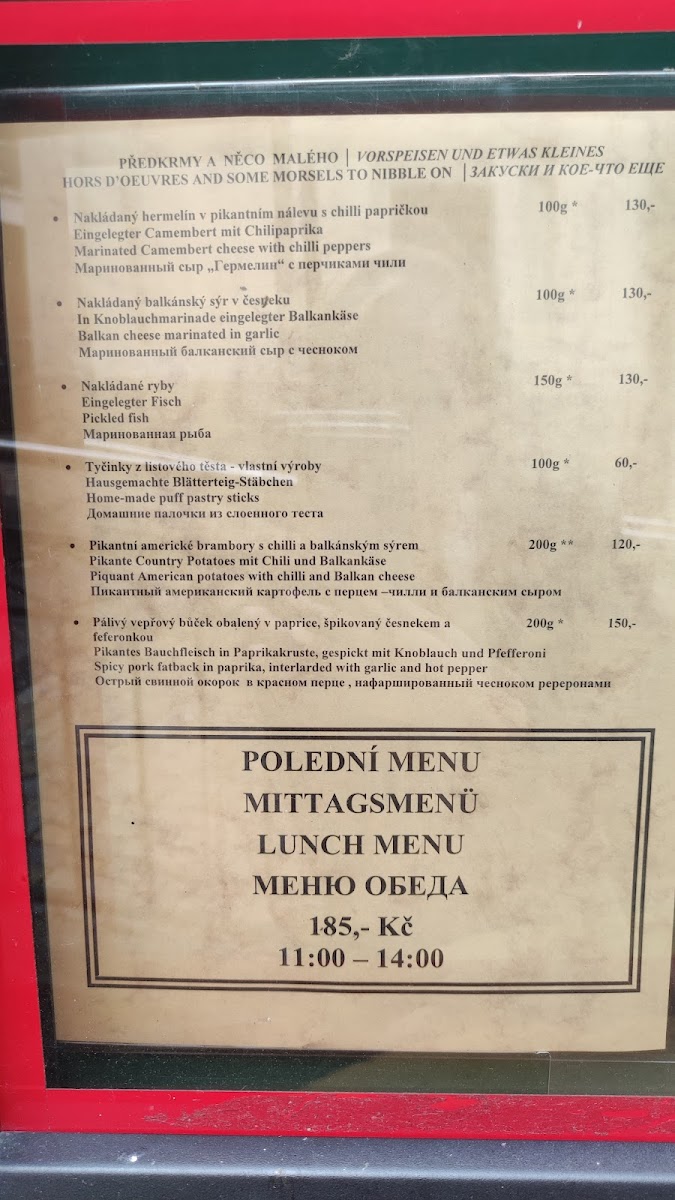 PŘEDKRMY A NĚCO MALÉHO | VORSPEISEN UND ETWAS KLEINES
HORS D'OEUVRES AND SOME MORSELS TO NIBBLE ON | ЗАКУСКИ И КОЕ-ЧТО ЕЩЕ
• Nakládaný hermelín v pikantním nálevu s chilli papričkou 100g * 130,-
Eingelegter Camembert mit Chilipaprika
Marinated Camembert cheese with chilli peppers
Маринованный сыр „Гермелин“ с перчиками чили
• Nakládaný balkánský sýr v česneku 100g * 130,-
In Knoblauchmarinade eingelegter Balkankäse
Balkan cheese marinated in garlic
Маринованный балканский сыр с чесноком
• Nakládané ryby 150g * 130,-
Eingelegter Fisch
Pickled fish
Маринованная рыба
• Tyčinky z listového těsta - vlastní výroby 100g * 60,-
Hausgemachte Blätterteig-Stäbchen
Home-made puff pastry sticks
Домашние палочки из слоенного теста
• Pikantní americké brambory s chilli a balkánským sýrem 200g ** 120,-
Pikante Country Potatoes mit Chili und Balkankäse
Piquant American potatoes with chilli and Balkan cheese
Пикантный американский картофель с перцем –чилли и балканским сыром
• Pálivý vepřový bůček obalený v paprice, špikovaný česnekem a 200g * 150,-
feferonkou
Pikantes Bauchfleisch in Paprikakruste, gespickt mit Knoblauch und Pfefferoni
Spicy pork fatback in paprika, interlarded with garlic and hot pepper
Острый свинной окорок в красном перце , нафаршированный чесноком реререонами
POLEDNÍ MENU
MITTAGSMENÜ
LUNCH MENU
МЕНЮ ОБЕДА
185,- Kč
11:00 – 14:00